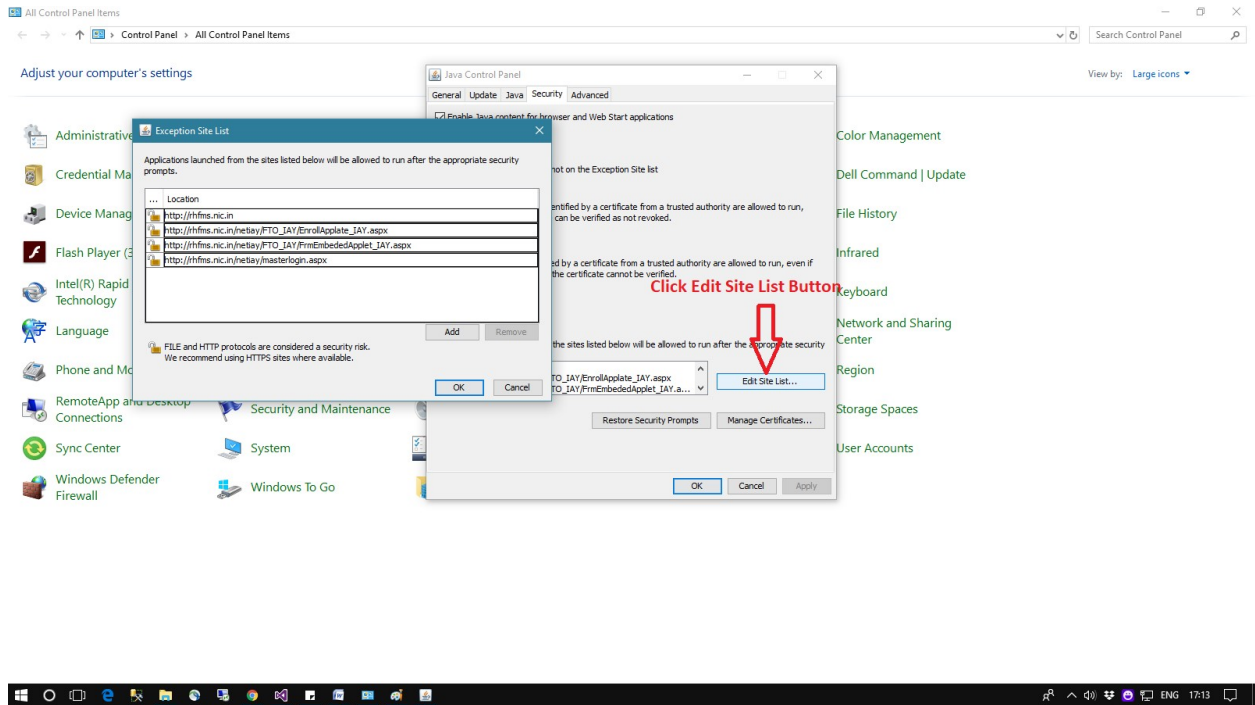 All Control Panel Items
Control Panel > All Control Panel Items
Search Control Panel
Adjust your computer's settings
View by: Large icons
Java Control Panel
General Update Java Security Advanced
Enable Java content for browser and Web Start applications
not on the Exception Site list
entified by a certificate from a trusted authority are allowed to run,
can be verified as not revoked.
ed by a certificate from a trusted authority are allowed to run, even if
the certificate cannot be verified.
Click Edit Site List Button
the sites listed below will be allowed to run after the appropriate security
TO_IAY/EnrollApplate_IAY.aspx
TO_IAY/FrmEmbededApplet_IAY.a...
Edit Site List...
Restore Security Prompts
Manage Certificates...
OK
Cancel
Apply
Exception Site List
Applications launched from the sites listed below will be allowed to run after the appropriate security
prompts.
... Location
http://rhfms.nic.in
http://rhfms.nic.in/netiay/FTO_IAY/EnrollApplate_IAY.aspx
http://rhfms.nic.in/netiay/FTO_IAY/FrmEmbededApplet_IAY.aspx
http://rhfms.nic.in/netiay/masterlogin.aspx
Add
Remove
FILE and HTTP protocols are considered a security risk.
We recommend using HTTPS sites where available.
OK
Cancel
Administrative
Credential Ma
Device Manag
Flash Player (3
Intel(R) Rapid
Technology
Language
Phone and Mo
RemoteApp and Desktop
Connections
Sync Center
Windows Defender
Firewall
Security and Maintenance
System
Windows To Go
Color Management
Dell Command | Update
File History
Infrared
Keyboard
Network and Sharing
Center
Region
Storage Spaces
User Accounts
ENG
17:13